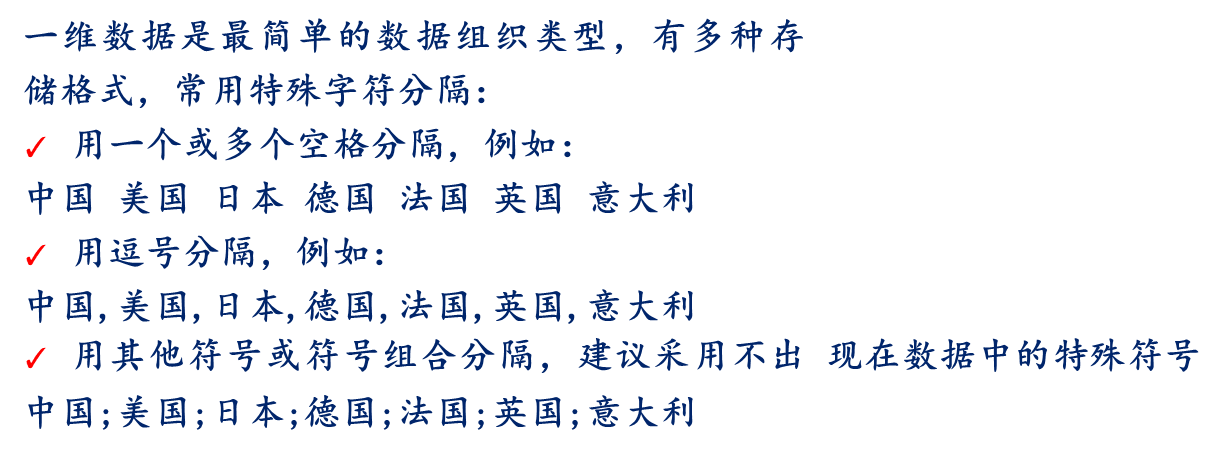 一维数据是最简单的数据组织类型，有多种存
储格式，常用特殊字符分隔：
✓ 用一个或多个空格分隔，例如：
中国 美国 日本 德国 法国 英国 意大利
✓ 用逗号分隔，例如：
中国,美国,日本,德国,法国,英国,意大利
✓ 用其他符号或符号组合分隔，建议采用不出 现在数据中的特殊符号
中国;美国;日本;德国;法国;英国;意大利